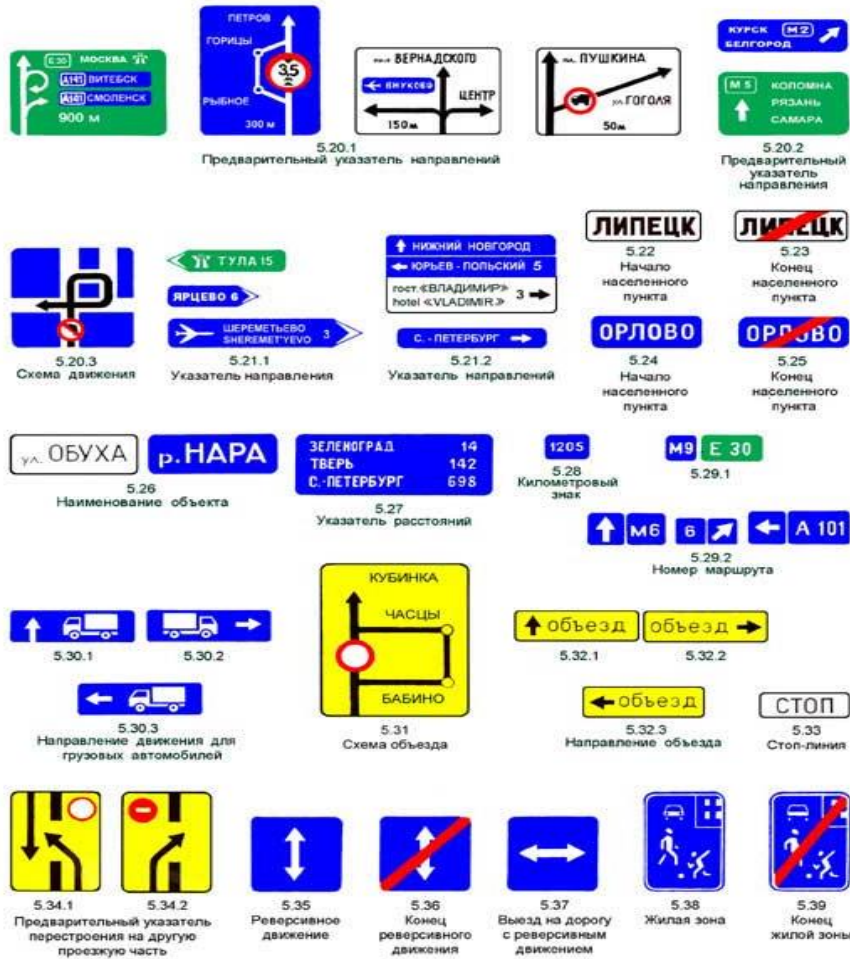 E 30 МОСКВА
А141 ВИТЕБСК
А141 СМОЛЕНСК
900 м
ПЕТРОВ
ГОРИЦЫ
3,5
РЫБНОЕ
300 м
ВЕРНАДСКОГО
ВНУКОВО
ЦЕНТР
150м
пл. ПУШКИНА
ул. ГОГОЛЯ
50м
5.20.1
Предварительный указатель направлений
КУРСК М2
БЕЛГОРОД
М 5 КОЛОМНА
РЯЗАНЬ
САМАРА
5.20.2
Предварительный
указатель
направления
5.20.3
Схема движения
ТУЛА 15
ЯРЦЕВО 6
ШЕРЕМЕТЬЕВО
SHEREMET'YEVO 3
5.21.1
Указатель направления
НИЖНИЙ НОВГОРОД
ЮРЬЕВ - ПОЛЬСКИЙ 5
гост. «ВЛАДИМИР»
hotel «VLADIMIR» 3
С. - ПЕТЕРБУРГ
5.21.2
Указатель направлений
ЛИПЕЦК
5.22
Начало
населенного
пункта
ЛИПЕЦК
5.23
Конец
населенного
пункта
ОРЛОВО
5.24
Начало
населенного
пункта
ОРЛОВО
5.25
Конец
населенного
пункта
ул. ОБУХА
р. НАРА
5.26
Наименование объекта
ЗЕЛЕНОГРАД 14
ТВЕРЬ 142
С.-ПЕТЕРБУРГ 698
5.27
Указатель расстояний
1205
5.28
Километровый
знак
М9 Е 30
5.29.1
М6 6 А 101
5.29.2
Номер маршрута
5.30.1
5.30.2
5.30.3
Направление движения для
грузовых автомобилей
КУБИНКА
ЧАСЦЫ
БАБИНО
5.31
Схема объезда
объезд
5.32.1
объезд
5.32.2
объезд
5.32.3
Направление объезда
СТОП
5.33
Стоп-линия
5.34.1
5.34.2
Предварительный указатель
перестроения на другую
проезжую часть
5.35
Реверсивное
движение
5.36
Конец
реверсивного
движения
5.37
Выезд на дорогу
с реверсивным
движением
5.38
Жилая зона
5.39
Конец
жилой зоны